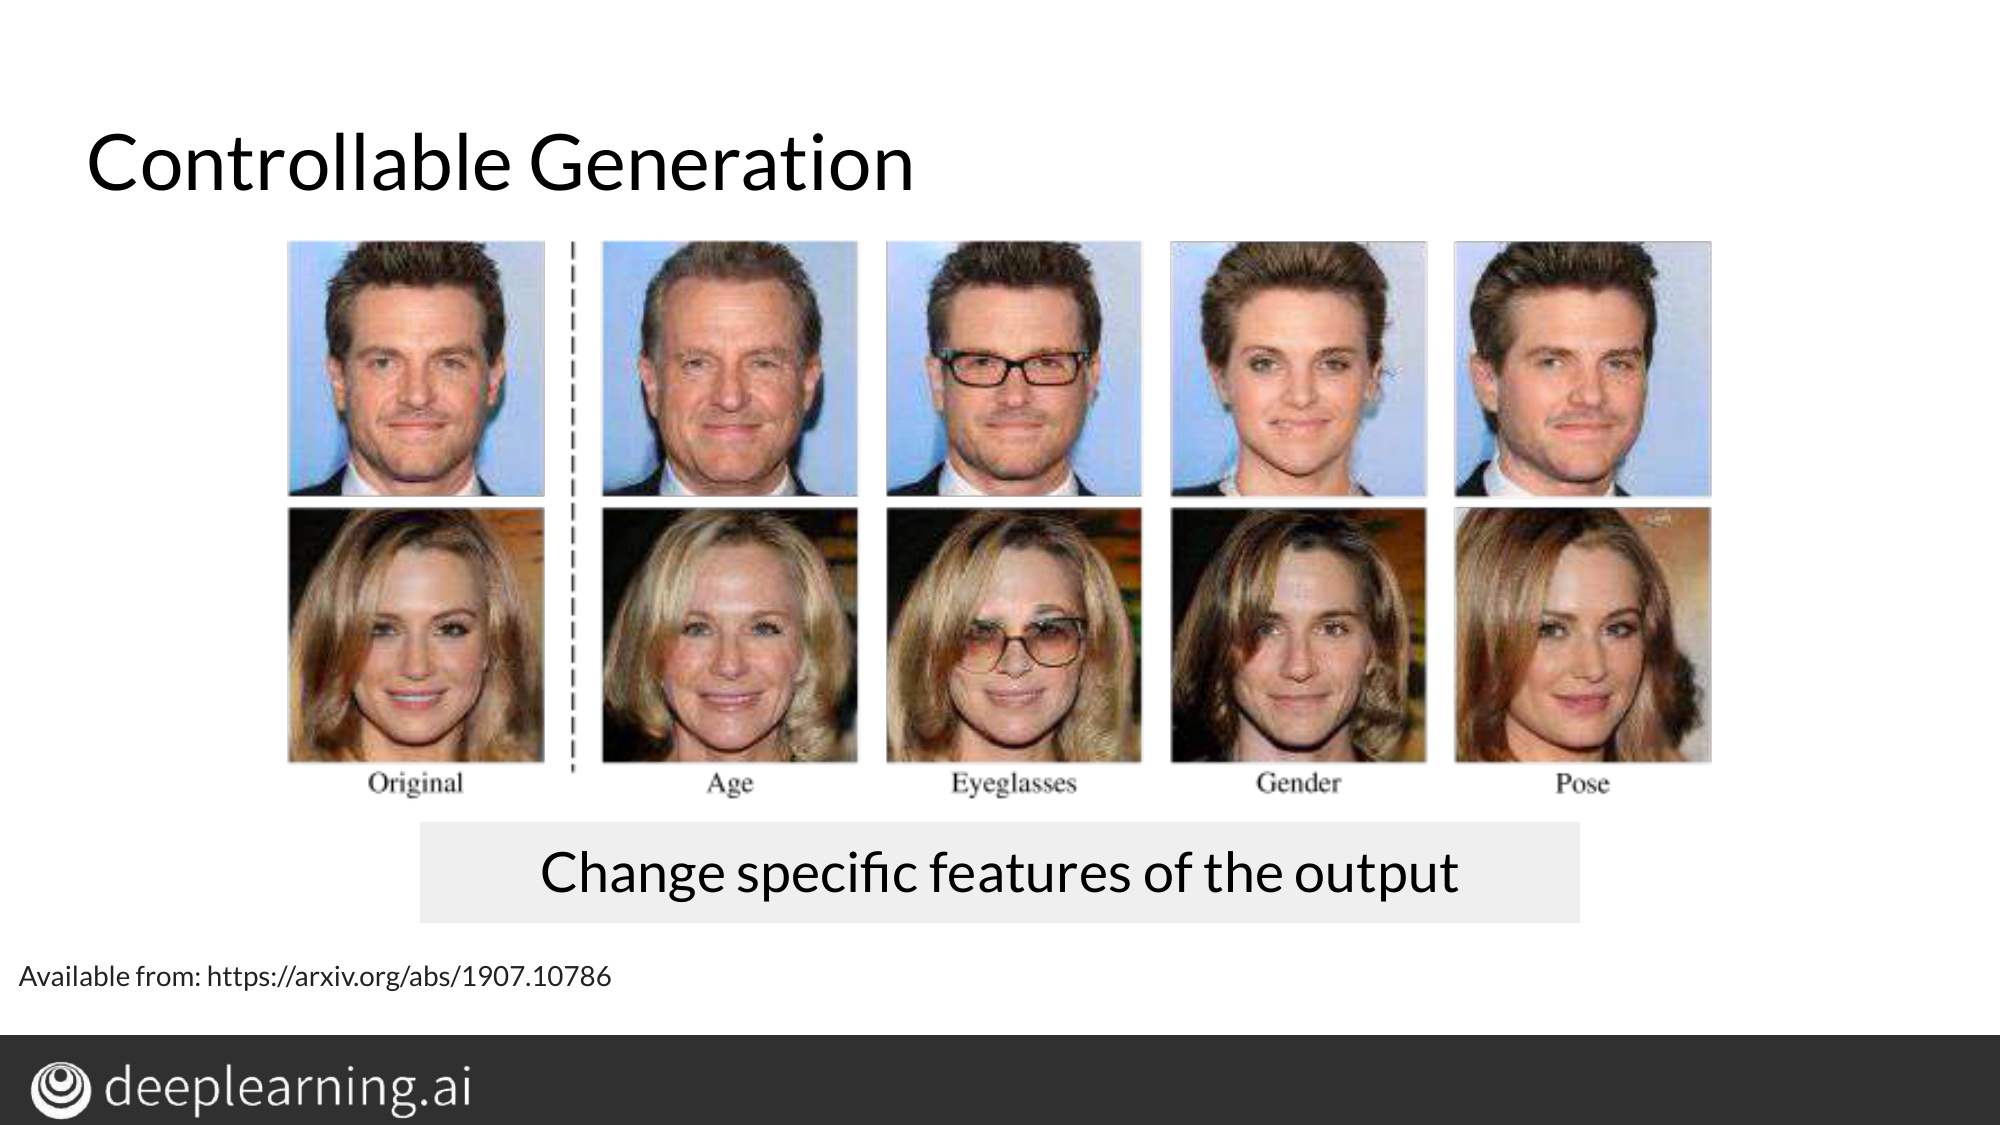 Controllable Generation
Original Age Eyeglasses Gender Pose
Change specific features of the output
Available from: https://arxiv.org/abs/1907.10786
deeplearning.ai